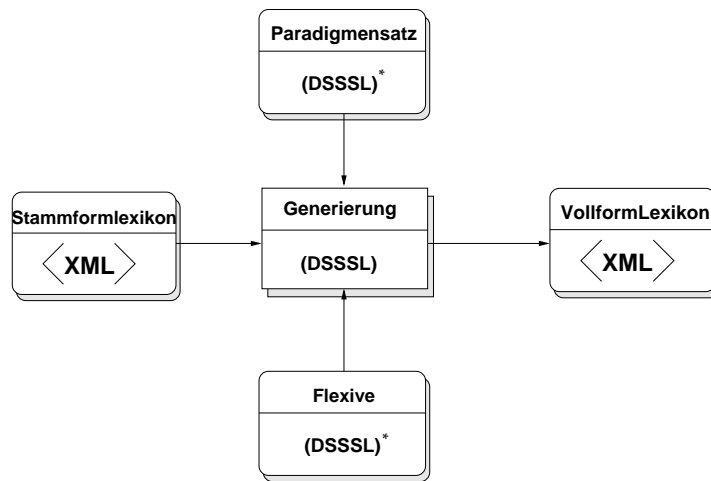 Paradigmensatz
(DSSSL)*
Stammformlexikon
<XML>
Generierung
(DSSSL)
VollformLexikon
<XML>
Flexive
(DSSSL)*